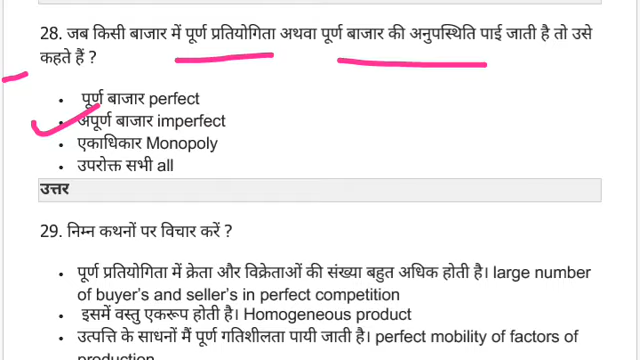 28. जब किसी बाजार में पूर्ण प्रतियोगिता अथवा पूर्ण बाजार की अनुपस्थिति पाई जाती है तो उसे
कहते हैं ?
• पूर्ण बाजार perfect
• अपूर्ण बाजार imperfect
• एकाधिकार Monopoly
• उपरोक्त सभी all
उत्तर
29. निम्न कथनों पर विचार करें ?
• पूर्ण प्रतियोगिता में क्रेता और विक्रेताओं की संख्या बहुत अधिक होती है। large number
of buyer's and seller's in perfect competition
• इसमें वस्तु एकरूप होती है। Homogeneous product
• उत्पत्ति के साधनों मैं पूर्ण गतिशीलता पायी जाती है। perfect mobility of factors of
production